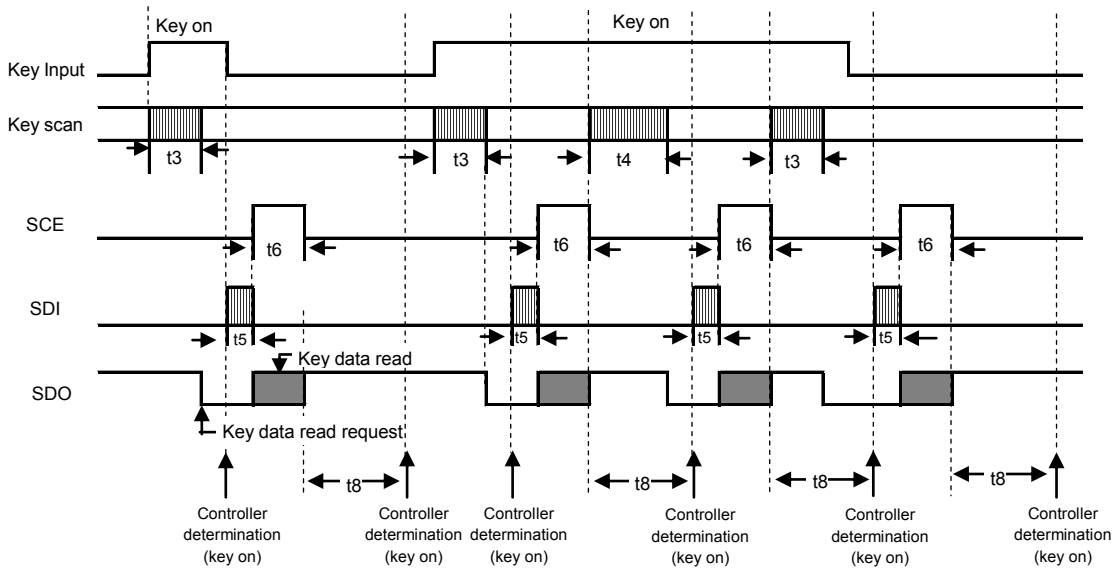 Key on
Key on
Key Input
Key scan
t3
t3
t4
t3
SCE
t6
t6
t6
t6
SDI
t5
t5
t5
t5
Key data read
SDO
Key data read request
t8
t8
t8
t8
Controller
determination
(key on)
Controller
determination
(key on)
Controller
determination
(key on)
Controller
determination
(key on)
Controller
determination
(key on)
Controller
determination
(key on)